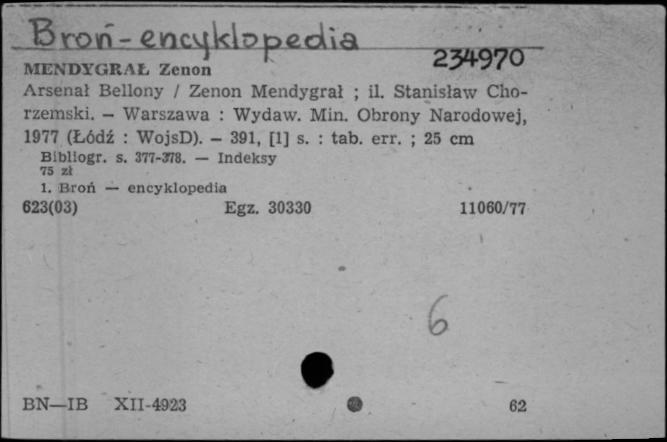 Broń-encyklopedia
234970
MENDYGRAŁ Zenon
Arsenał Bellony / Zenon Mendygrał ; il. Stanisław Cho-
rzemski. — Warszawa : Wydaw. Min. Obrony Narodowej,
1977 (Łódź : WojsD). — 391, [1] s. : tab. err. ; 25 cm
Bibliogr. s. 377-378. — Indeksy
75 zł
1. Broń — encyklopedia
623(03) Egz. 30330 11060/77
6
BN—IB XII-4923 62